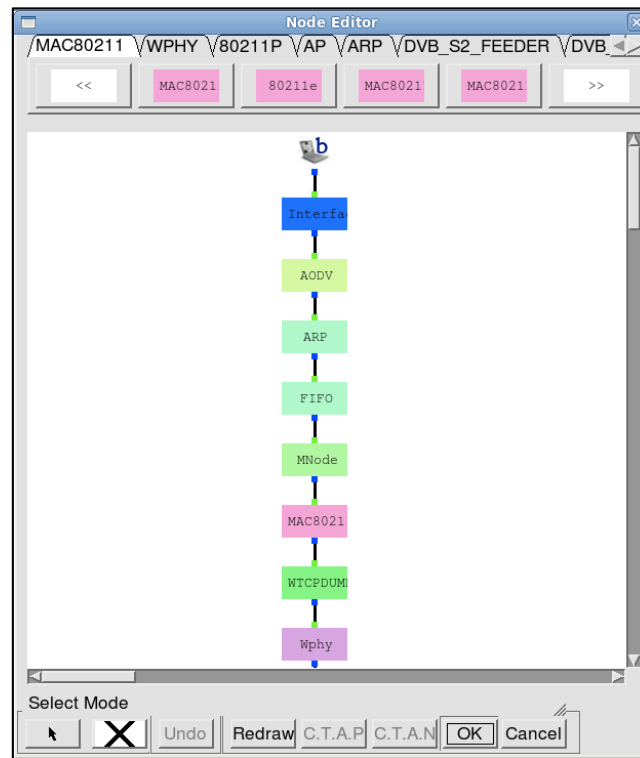 Node Editor
MAC80211 WPHY 80211P AP ARP DVB_S2_FEEDER DVB_
<< MAC8021 80211e MAC8021 MAC8021 >>
b
Interfa
AODV
ARP
FIFO
MNode
MAC8021
WTCPDUM
Wphy
Select Mode
X Undo Redraw C.T.A.P C.T.A.N OK Cancel